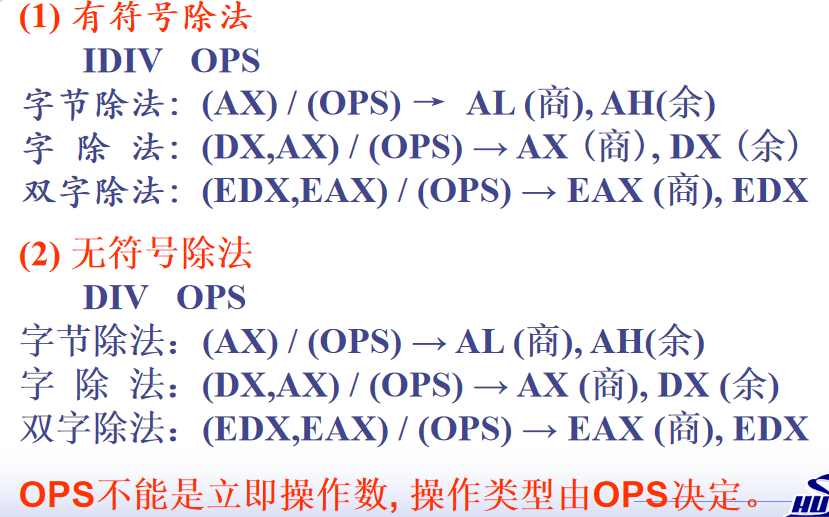 (1) 有符号除法
IDIV OPS
字节除法：(AX) / (OPS) → AL (商), AH(余)
字 除 法：(DX,AX) / (OPS) → AX（商）, DX（余）
双字除法：(EDX,EAX) / (OPS) → EAX (商), EDX
(2) 无符号除法
DIV OPS
字节除法：(AX) / (OPS) → AL (商), AH(余)
字 除 法：(DX,AX) / (OPS) → AX (商), DX (余)
双字除法：(EDX,EAX) / (OPS) → EAX (商), EDX
OPS不能是立即操作数, 操作类型由OPS决定。